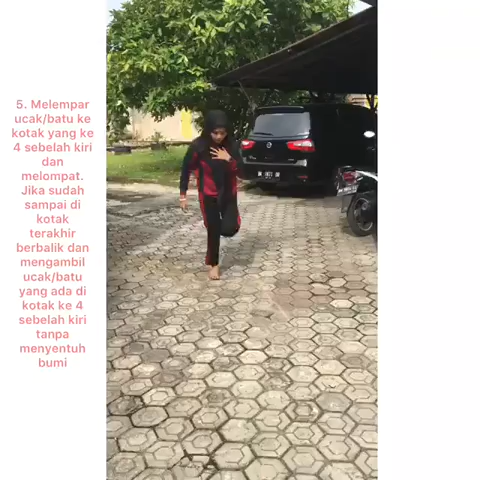 5. Melempar
ucak/batu ke
kotak yang ke
4 sebelah kiri
dan
melompat.
Jika sudah
sampai di
kotak
terakhir
berbalik dan
mengambil
ucak/batu
yang ada di
kotak ke 4
sebelah kiri
tanpa
menyentuh
bumi